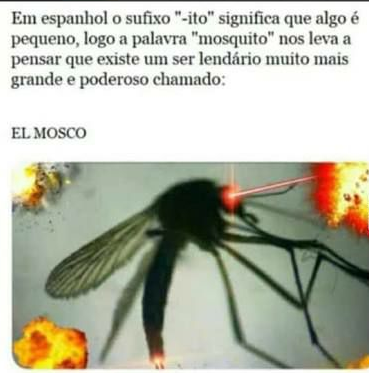 Em espanhol o sufixo "-ito" significa que algo é
pequeno, logo a palavra "mosquito" nos leva a
pensar que existe um ser lendário muito mais
grande e poderoso chamado:
EL MOSCO